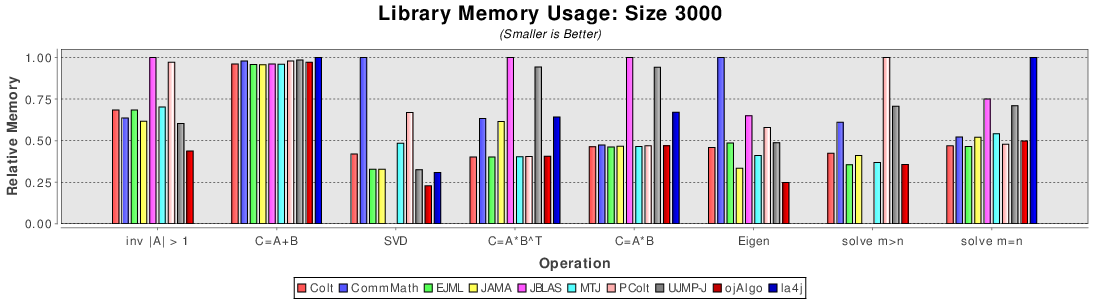 Library Memory Usage: Size 3000
(Smaller is Better)
Relative Memory
1.00
0.75
0.50
0.25
0.00
inv |A| > 1 C=A+B SVD C=A*B^T C=A*B Eigen solve m>n solve m=n
Operation
Colt CommMath EJML JAMA JBLAS MTJ PColt UJMP-J ojAlgo la4j